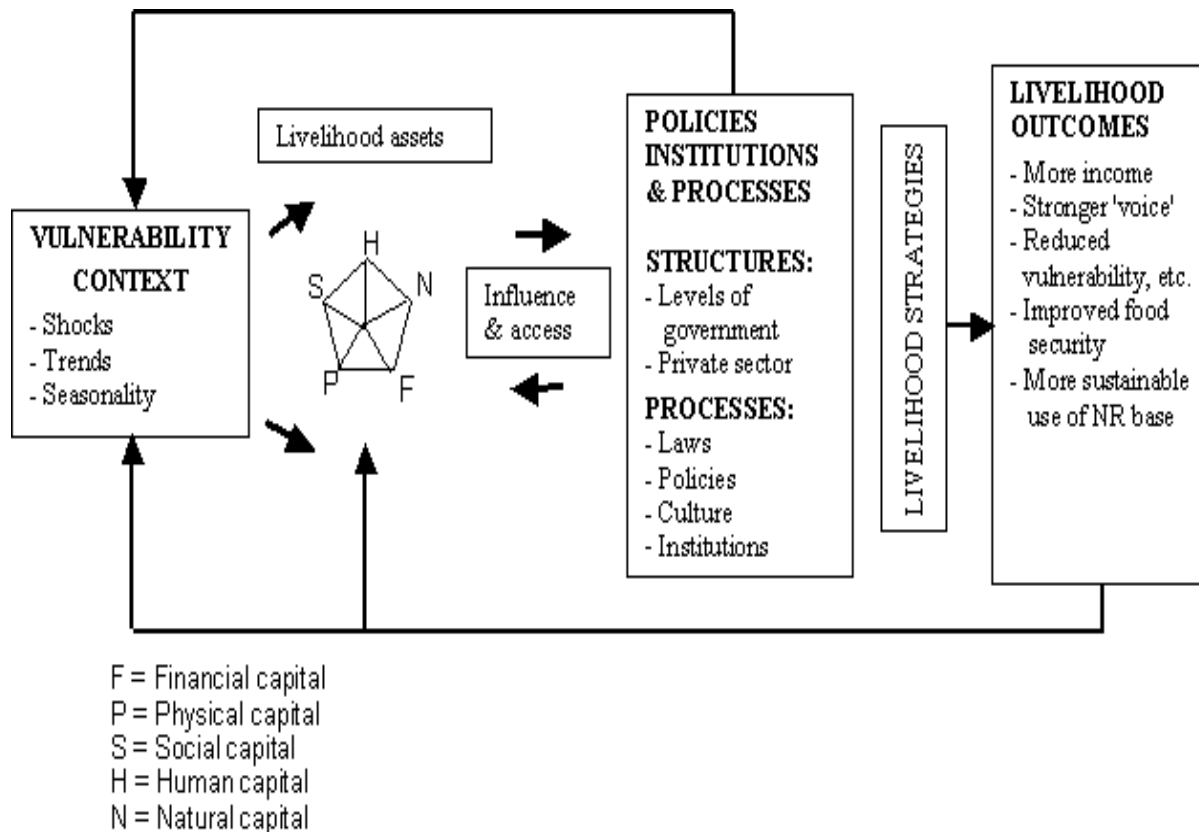 Livelihood assets
VULNERABILITY
CONTEXT
- Shocks
- Trends
- Seasonality
H
S
N
P
F
Influence
& access
POLICIES
INSTITUTIONS
& PROCESSES
STRUCTURES:
- Levels of
government
- Private sector
PROCESSES:
- Laws
- Policies
- Culture
- Institutions
LIVELIHOOD STRATEGIES
LIVELIHOOD
OUTCOMES
- More income
- Stronger 'voice'
- Reduced
vulnerability, etc.
- Improved food
security
- More sustainable
use of NR base
F = Financial capital
P = Physical capital
S = Social capital
H = Human capital
N = Natural capital